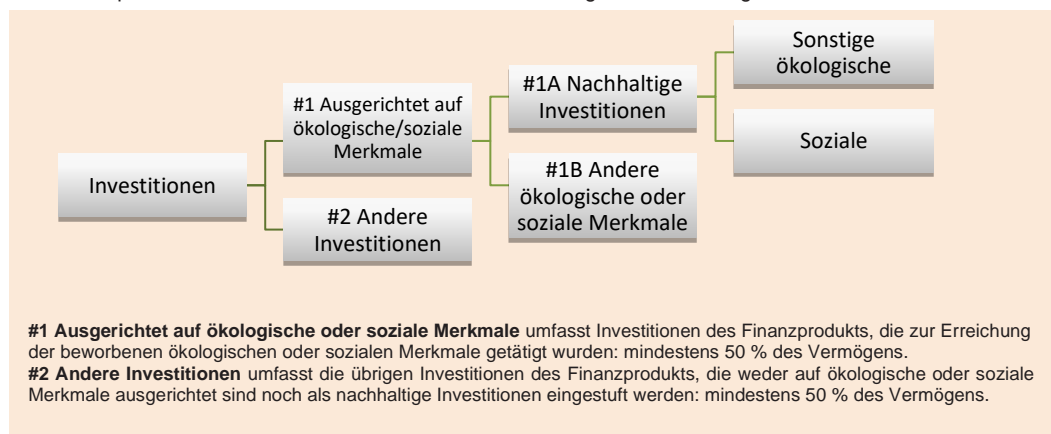 Investitionen
#1 Ausgerichtet auf
ökologische/soziale
Merkmale
#2 Andere
Investitionen
#1A Nachhaltige
Investitionen
#1B Andere
ökologische oder
soziale Merkmale
Sonstige
ökologische
Soziale
#1 Ausgerichtet auf ökologische oder soziale Merkmale umfasst Investitionen des Finanzprodukts, die zur Erreichung
der beworbenen ökologischen oder sozialen Merkmale getätigt wurden: mindestens 50 % des Vermögens.
#2 Andere Investitionen umfasst die übrigen Investitionen des Finanzprodukts, die weder auf ökologische oder soziale
Merkmale ausgerichtet sind noch als nachhaltige Investitionen eingestuft werden: mindestens 50 % des Vermögens.